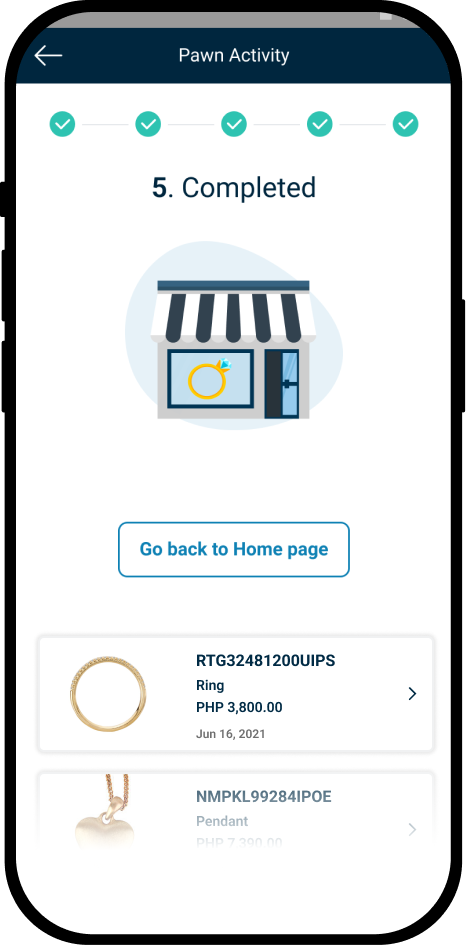 Pawn Activity
5. Completed
Go back to Home page
RTG32481200UIPS
Ring
PHP 3,800.00
Jun 16, 2021
NMPKL99284IPOE
Pendant
PHP 7,390.00